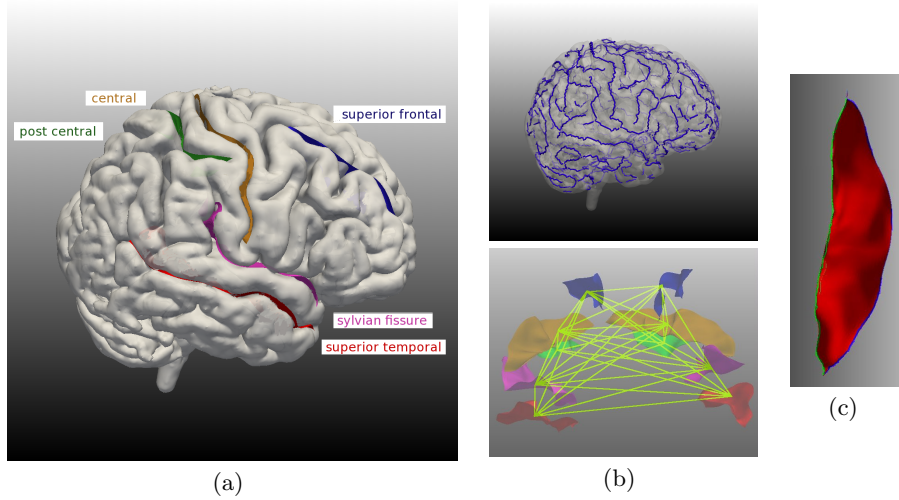 central
post central
superior frontal
sylvian fissure
superior temporal
(a)
(b)
(c)